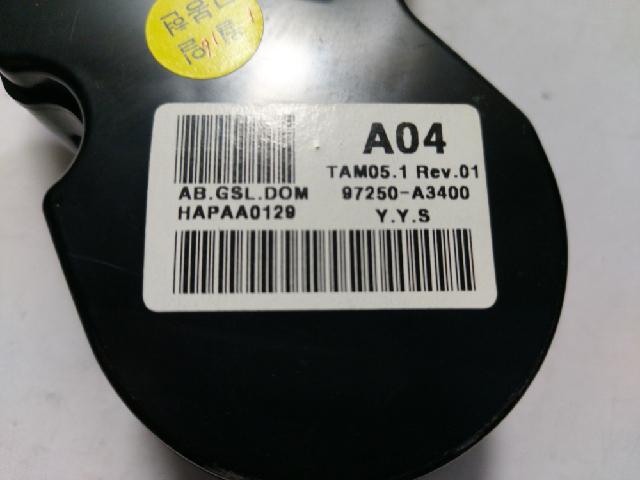 A04
TAM05.1 Rev.01
AB.GSL.DOM
97250-A3400
HAPAA0129
Y.Y.S